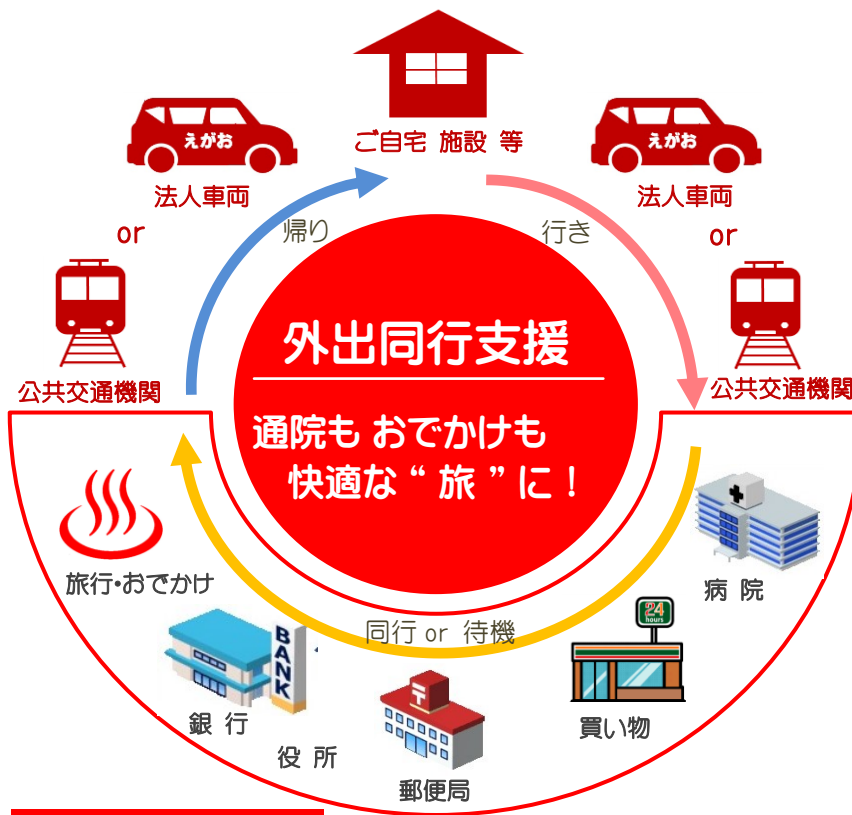 ご自宅 施設 等
えがお
法人車両
or
公共交通機関
帰り
行き
えがお
法人車両
or
公共交通機関
外出同行支援
通院も おでかけも
快適な“ 旅 ”に!
旅行・おでかけ
病 院
同行 or 待機
24
hours
BANK
銀 行
役 所
〒
郵便局
買い物